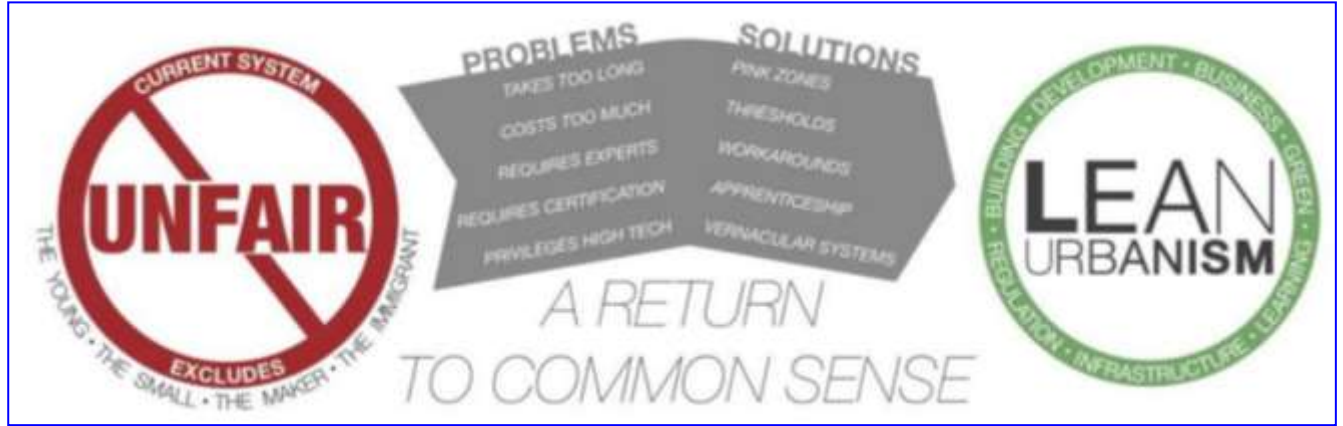 CURRENT SYSTEM
UNFAIR
EXCLUDES
THE YOUNG • THE SMALL • THE MAKER • THE IMMIGRANT
PROBLEMS
TAKES TOO LONG
COSTS TOO MUCH
REQUIRES EXPERTS
REQUIRES CERTIFICATION
PRIVILEGES HIGH TECH
SOLUTIONS
PINK ZONES
THRESHOLDS
WORKAROUNDS
APPRENTICESHIP
VERNACULAR SYSTEMS
A RETURN
TO COMMON SENSE
BUILDING • DEVELOPMENT • BUSINESS • GREEN • LEARNING • INFRASTRUCTURE • REGULATION •
LEAN
URBANISM